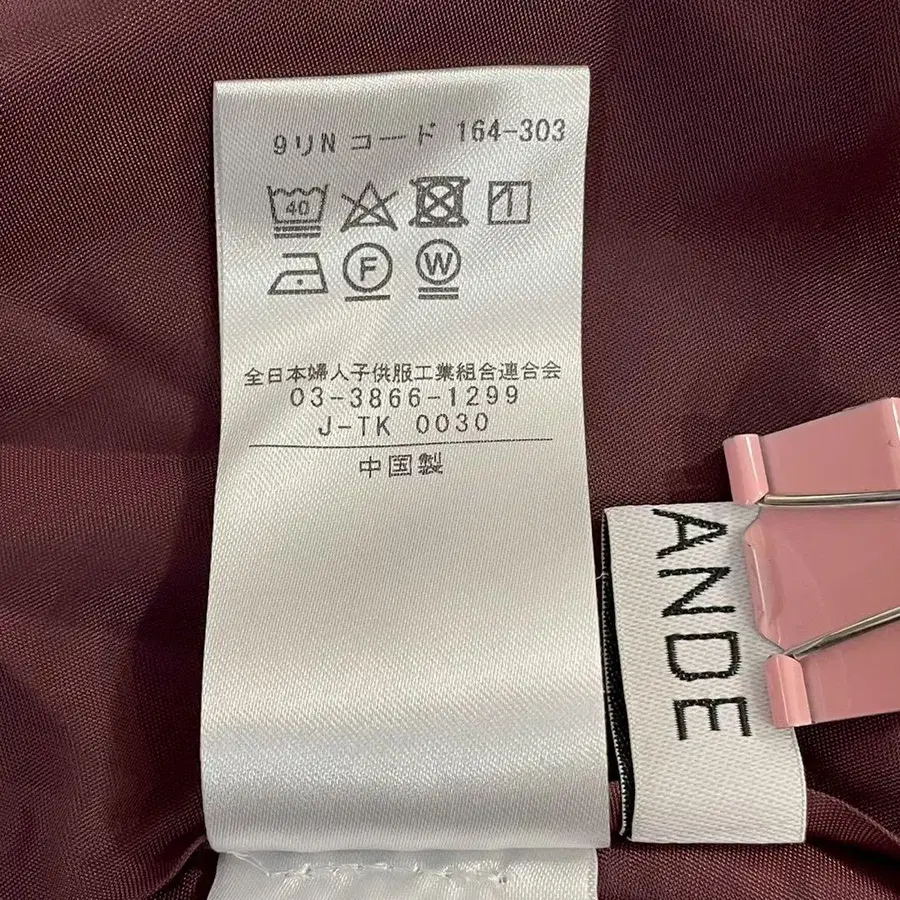 9リN コード 164-303
40
F W
全日本婦人子供服工業組合連合会
03-3866-1299
J-TK 0030
中国製
ANDE